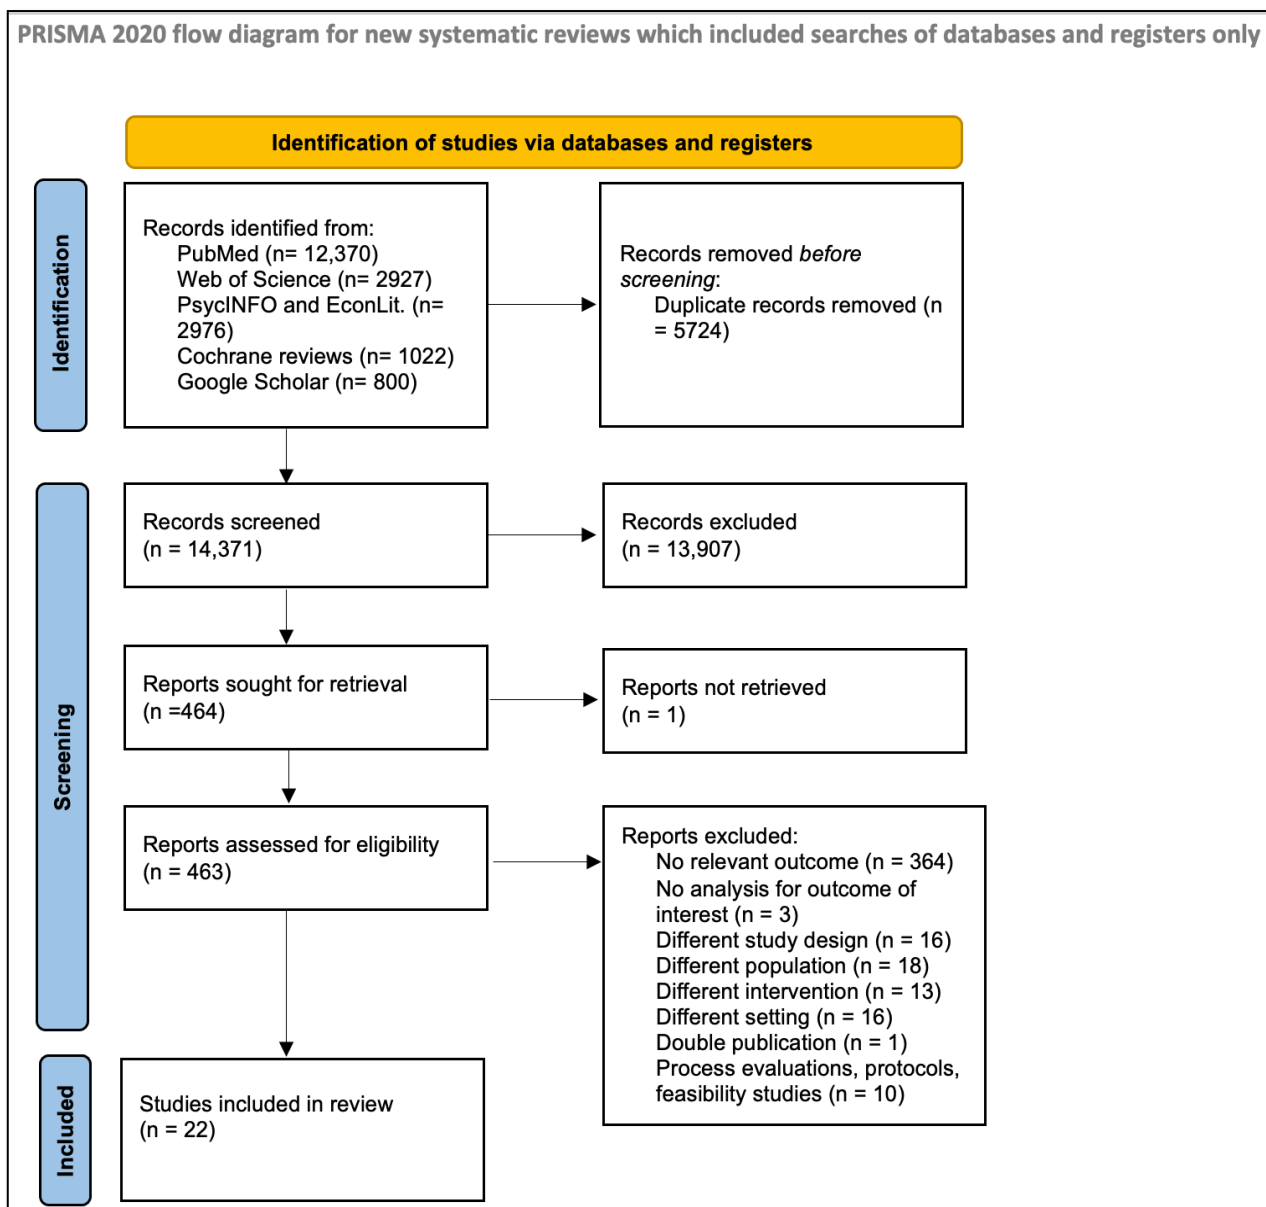 PRISMA 2020 flow diagram for new systematic reviews which included searches of databases and registers only
Identification of studies via databases and registers
Identification
Records identified from:
PubMed (n= 12,370)
Web of Science (n= 2927)
PsycINFO and EconLit. (n=
2976)
Cochrane reviews (n= 1022)
Google Scholar (n= 800)
Records removed before
screening:
Duplicate records removed (n
= 5724)
Screening
Records screened
(n = 14,371)
Records excluded
(n = 13,907)
Reports sought for retrieval
(n =464)
Reports not retrieved
(n = 1)
Reports assessed for eligibility
(n = 463)
Reports excluded:
No relevant outcome (n = 364)
No analysis for outcome of
interest (n = 3)
Different study design (n = 16)
Different population (n = 18)
Different intervention (n = 13)
Different setting (n = 16)
Double publication (n = 1)
Process evaluations, protocols,
feasibility studies (n = 10)
Included
Studies included in review
(n = 22)